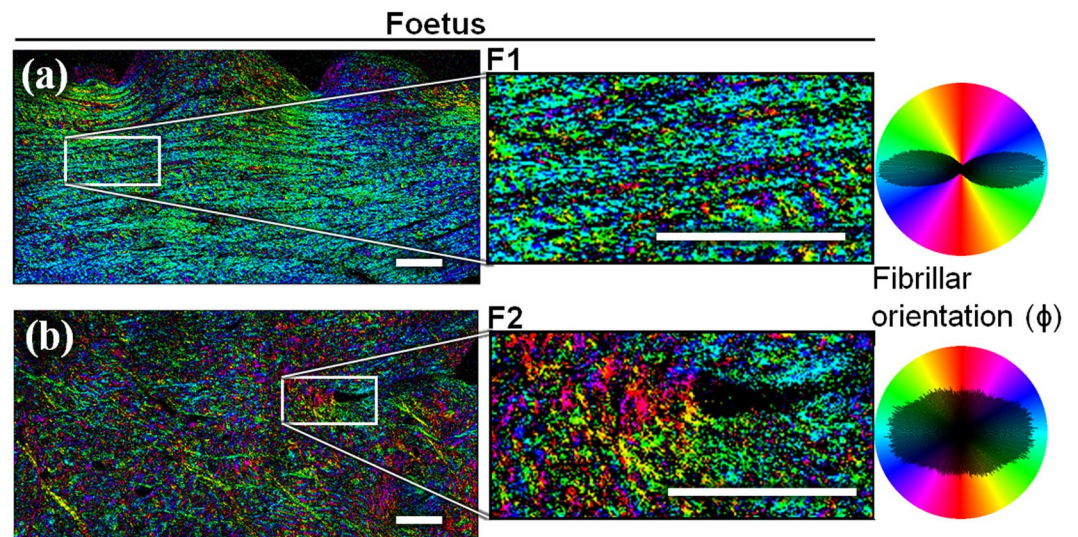 Foetus
(a)
F1
Fibrillar
orientation (ϕ)
(b)
F2